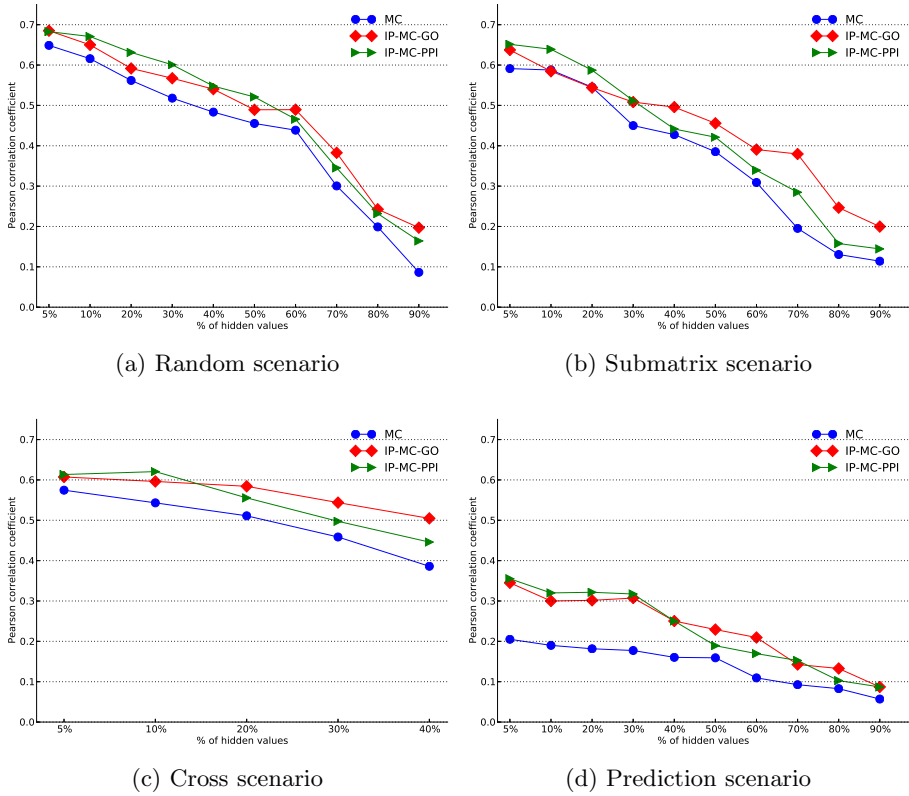 MC
IP-MC-GO
IP-MC-PPI
Pearson correlation coefficient
0.7
0.6
0.5
0.4
0.3
0.2
0.1
0.0
5% 10% 20% 30% 40% 50% 60% 70% 80% 90%
% of hidden values
(a) Random scenario
MC
IP-MC-GO
IP-MC-PPI
Pearson correlation coefficient
0.7
0.6
0.5
0.4
0.3
0.2
0.1
0.0
5% 10% 20% 30% 40% 50% 60% 70% 80% 90%
% of hidden values
(b) Submatrix scenario
MC
IP-MC-GO
IP-MC-PPI
Pearson correlation coefficient
0.7
0.6
0.5
0.4
0.3
0.2
0.1
0.0
5% 10% 20% 30% 40%
% of hidden values
(c) Cross scenario
MC
IP-MC-GO
IP-MC-PPI
Pearson correlation coefficient
0.7
0.6
0.5
0.4
0.3
0.2
0.1
0.0
5% 10% 20% 30% 40% 50% 60% 70% 80% 90%
% of hidden values
(d) Prediction scenario